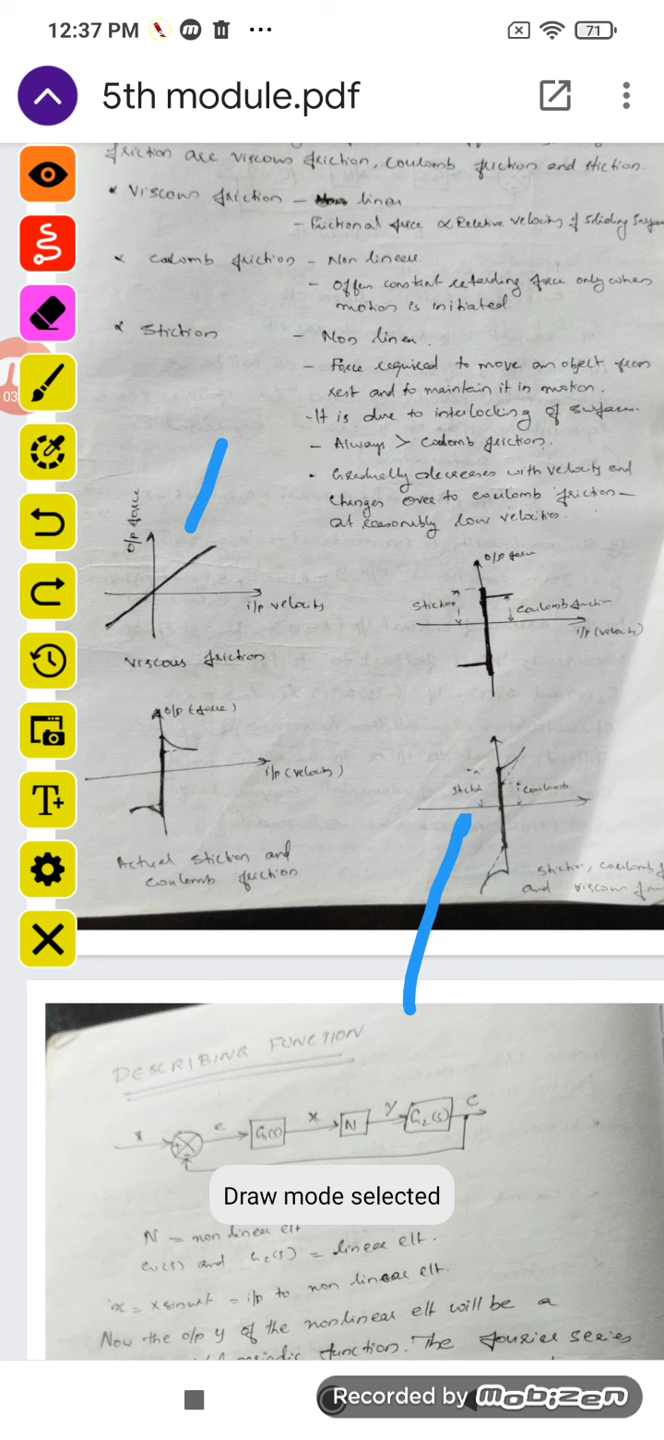 12:37 PM
71
5th module.pdf
friction are viscous friction, Coulomb friction and stiction.
* Viscous friction - linear
- Frictional force ∝ Relative velocity of sliding
* Coulomb friction - Non linear
- Offers constant retarding force only when
motion is initiated
* Stiction - Non linear.
- Force required to move an object from
rest and to maintain it in motion.
- It is due to interlocking of surfaces.
- Always > Coulomb friction.
- Gradually decreases with velocity and
changes over to coulomb friction
at reasonably low velocities.
o/p force
i/p velocity
Viscous friction
o/p force
stiction
Coulomb friction
i/p (velocity)
o/p (force)
i/p (velocity)
Actual stiction and
coulomb friction
coulomb
stiction, coulomb
and viscous
DESCRIBING FUNCTION
e
G1(s)
x
N
y
G2(s)
C
Draw mode selected
N = non linear elt
G1(s) and G2(s) = linear elt.
x = X sin ωt = i/p to non linear elt
Now the o/p y of the nonlinear elt will be a
periodic function. The fourier series
03
T+
Recorded by mobizen